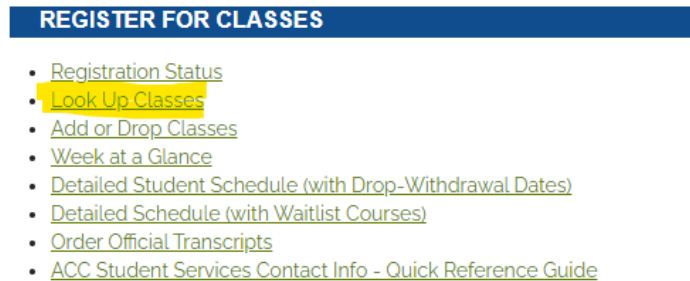 REGISTER FOR CLASSES
Registration Status
Look Up Classes
Add or Drop Classes
Week at a Glance
Detailed Student Schedule (with Drop-Withdrawal Dates)
Detailed Schedule (with Waitlist Courses)
Order Official Transcripts
ACC Student Services Contact Info - Quick Reference Guide